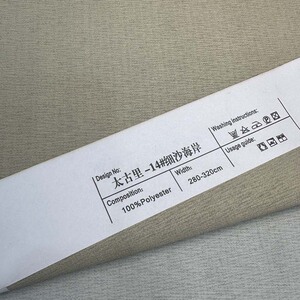 Design No:
太古里-14#细沙海岸
Composition:
100%Polyester
Width:
280-320cm
Washing instructions:
Usage guide: